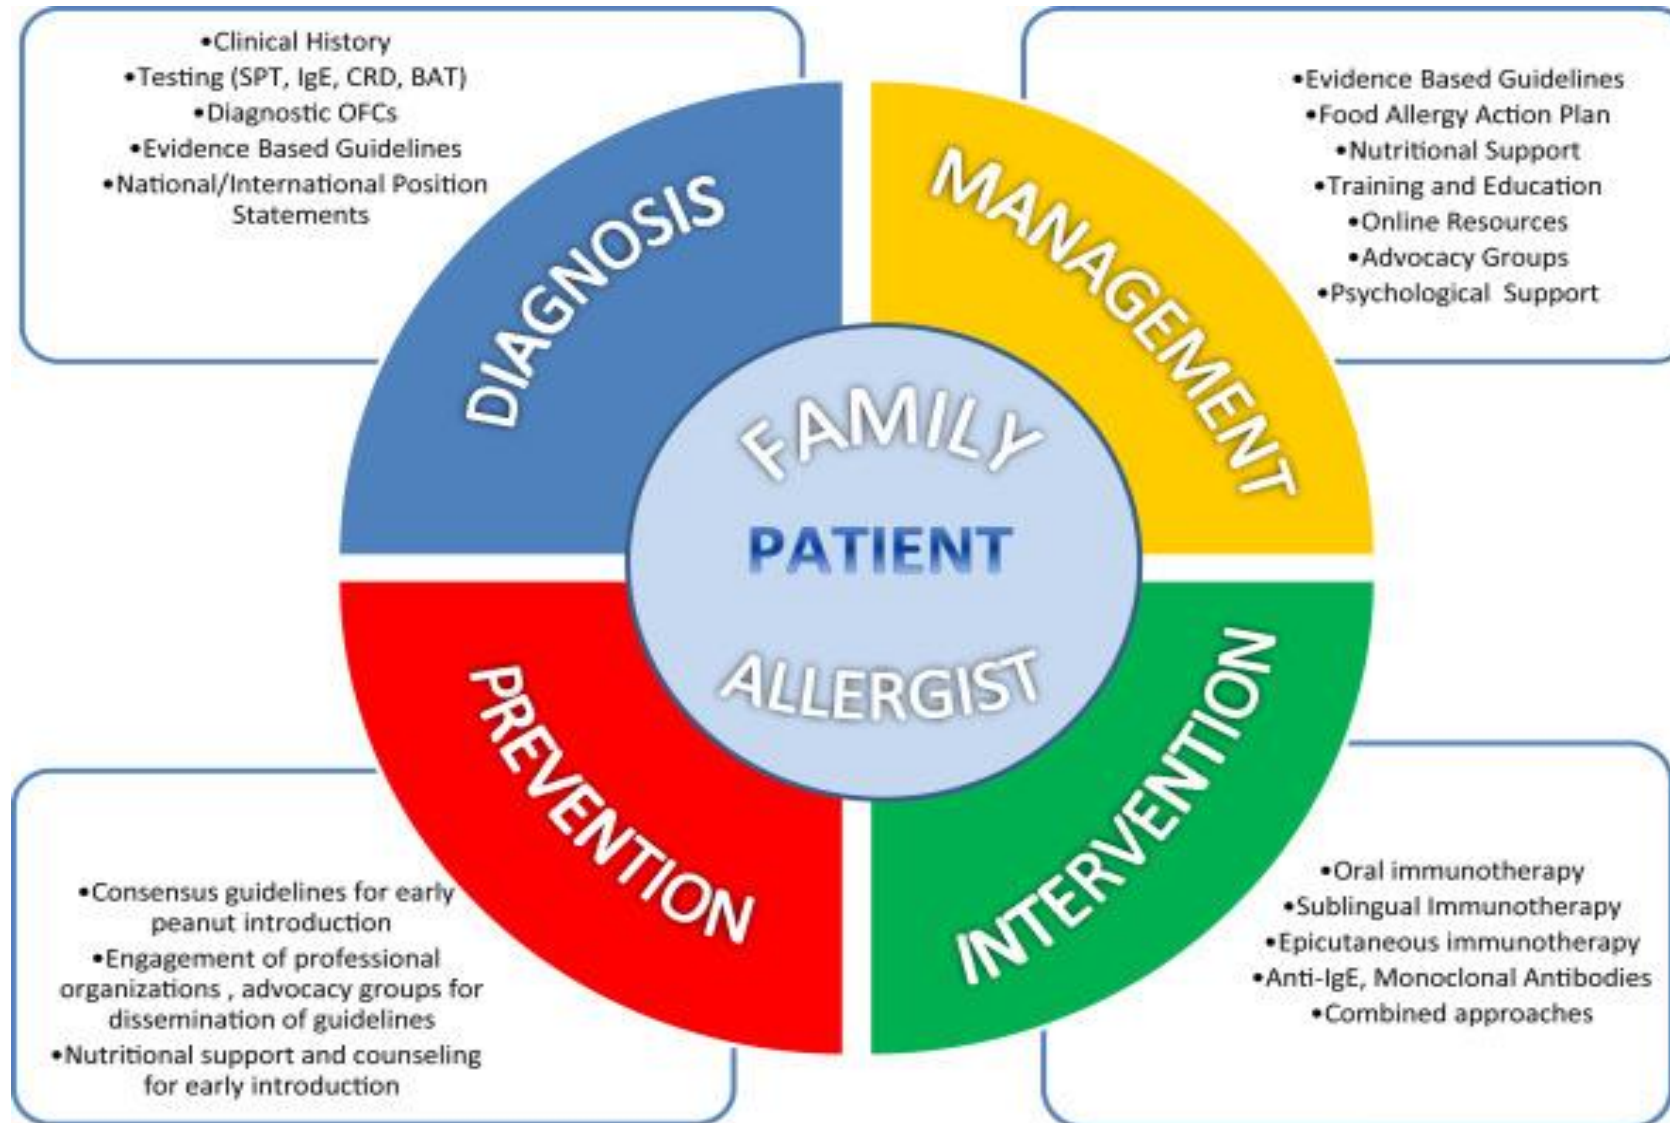 •Clinical History
•Testing (SPT, IgE, CRD, BAT)
•Diagnostic OFCs
•Evidence Based Guidelines
•National/International Position
Statements
•Evidence Based Guidelines
•Food Allergy Action Plan
•Nutritional Support
•Training and Education
•Online Resources
•Advocacy Groups
•Psychological Support
DIAGNOSIS
MANAGEMENT
FAMILY
PATIENT
ALLERGIST
PREVENTION
INTERVENTION
•Consensus guidelines for early
peanut introduction
•Engagement of professional
organizations , advocacy groups for
dissemination of guidelines
•Nutritional support and counseling
for early introduction
•Oral immunotherapy
•Sublingual Immunotherapy
•Epicutaneous immunotherapy
•Anti-IgE, Monoclonal Antibodies
•Combined approaches